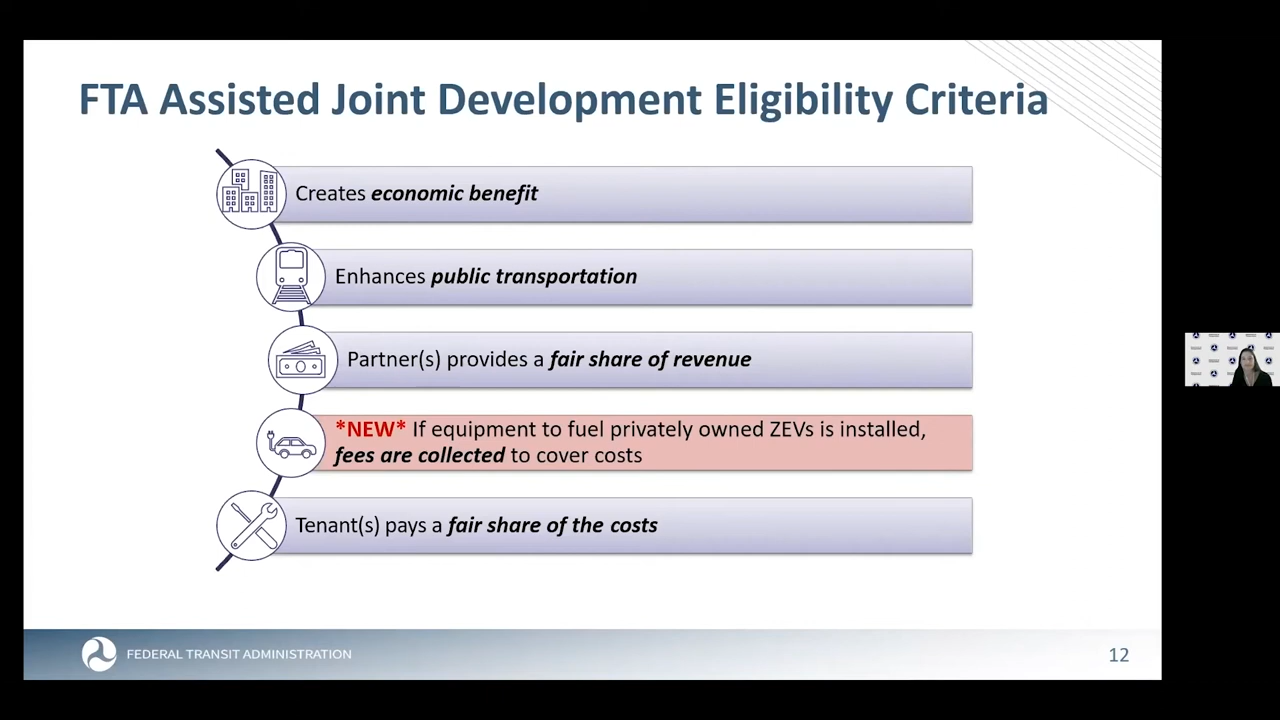 FTA Assisted Joint Development Eligibility Criteria
Creates economic benefit
Enhances public transportation
Partner(s) provides a fair share of revenue
*NEW* If equipment to fuel privately owned ZEVs is installed,
fees are collected to cover costs
Tenant(s) pays a fair share of the costs
FEDERAL TRANSIT ADMINISTRATION
12